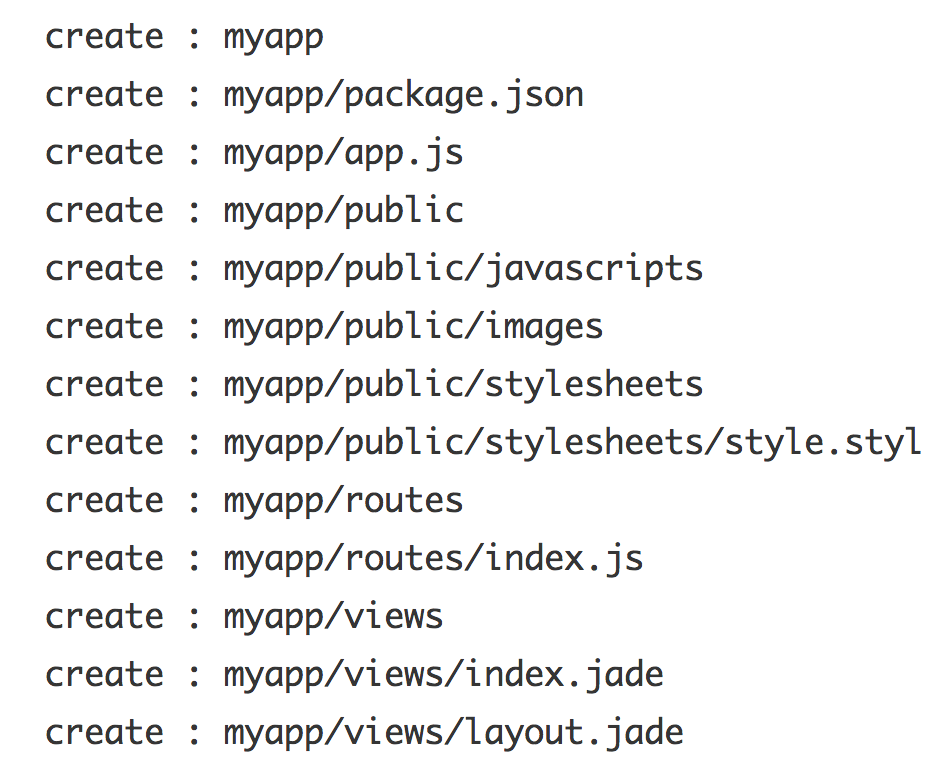 create : myapp
create : myapp/package.json
create : myapp/app.js
create : myapp/public
create : myapp/public/javascripts
create : myapp/public/images
create : myapp/public/stylesheets
create : myapp/public/stylesheets/style.styl
create : myapp/routes
create : myapp/routes/index.js
create : myapp/views
create : myapp/views/index.jade
create : myapp/views/layout.jade